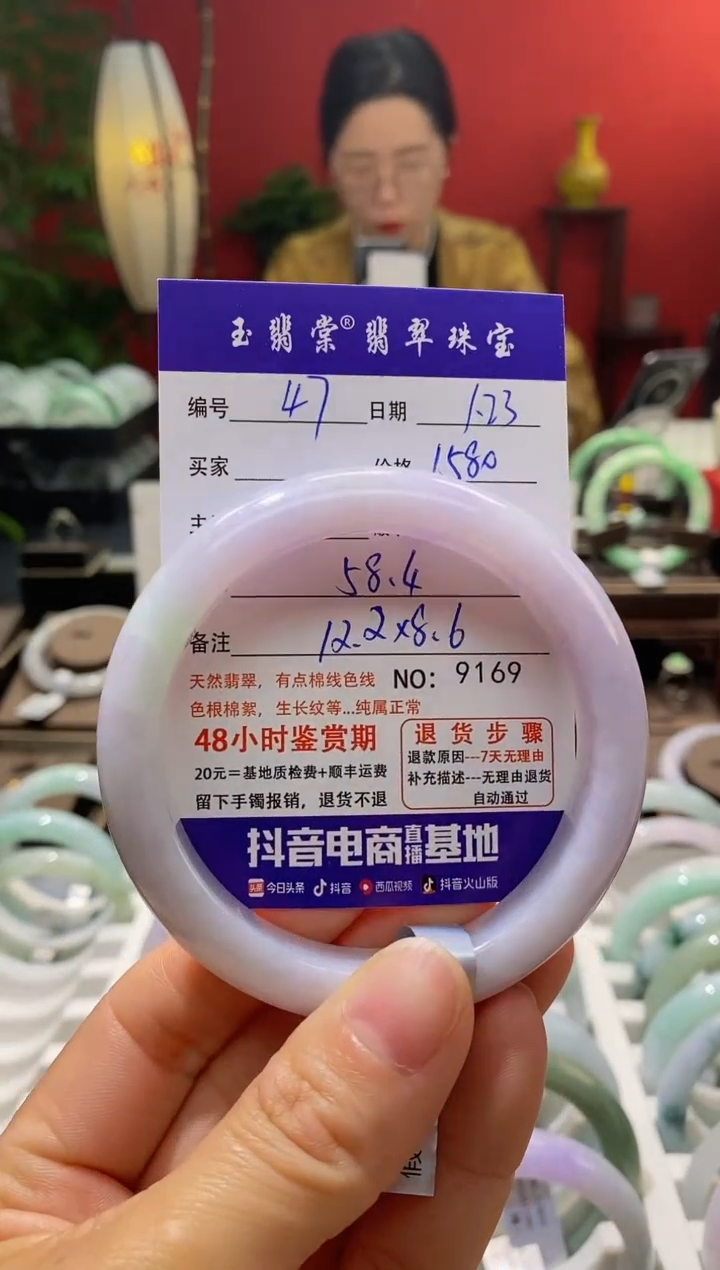 玉翡棠® 翡翠珠宝
编号 47 日期 1.23
买家 价格 1580
主
58.4
备注 12.2x8.6
天然翡翠，有点棉线色线 NO: 9169
色根棉絮，生长纹等...纯属正常
48小时鉴赏期
20元＝基地质检费+顺丰运费
留下手镯报销，退货不退
退货步骤
退款原因---7天无理由
补充描述---无理由退货
自动通过
抖音电商直播基地
头条 今日头条 抖音 西瓜视频 抖音火山版
假